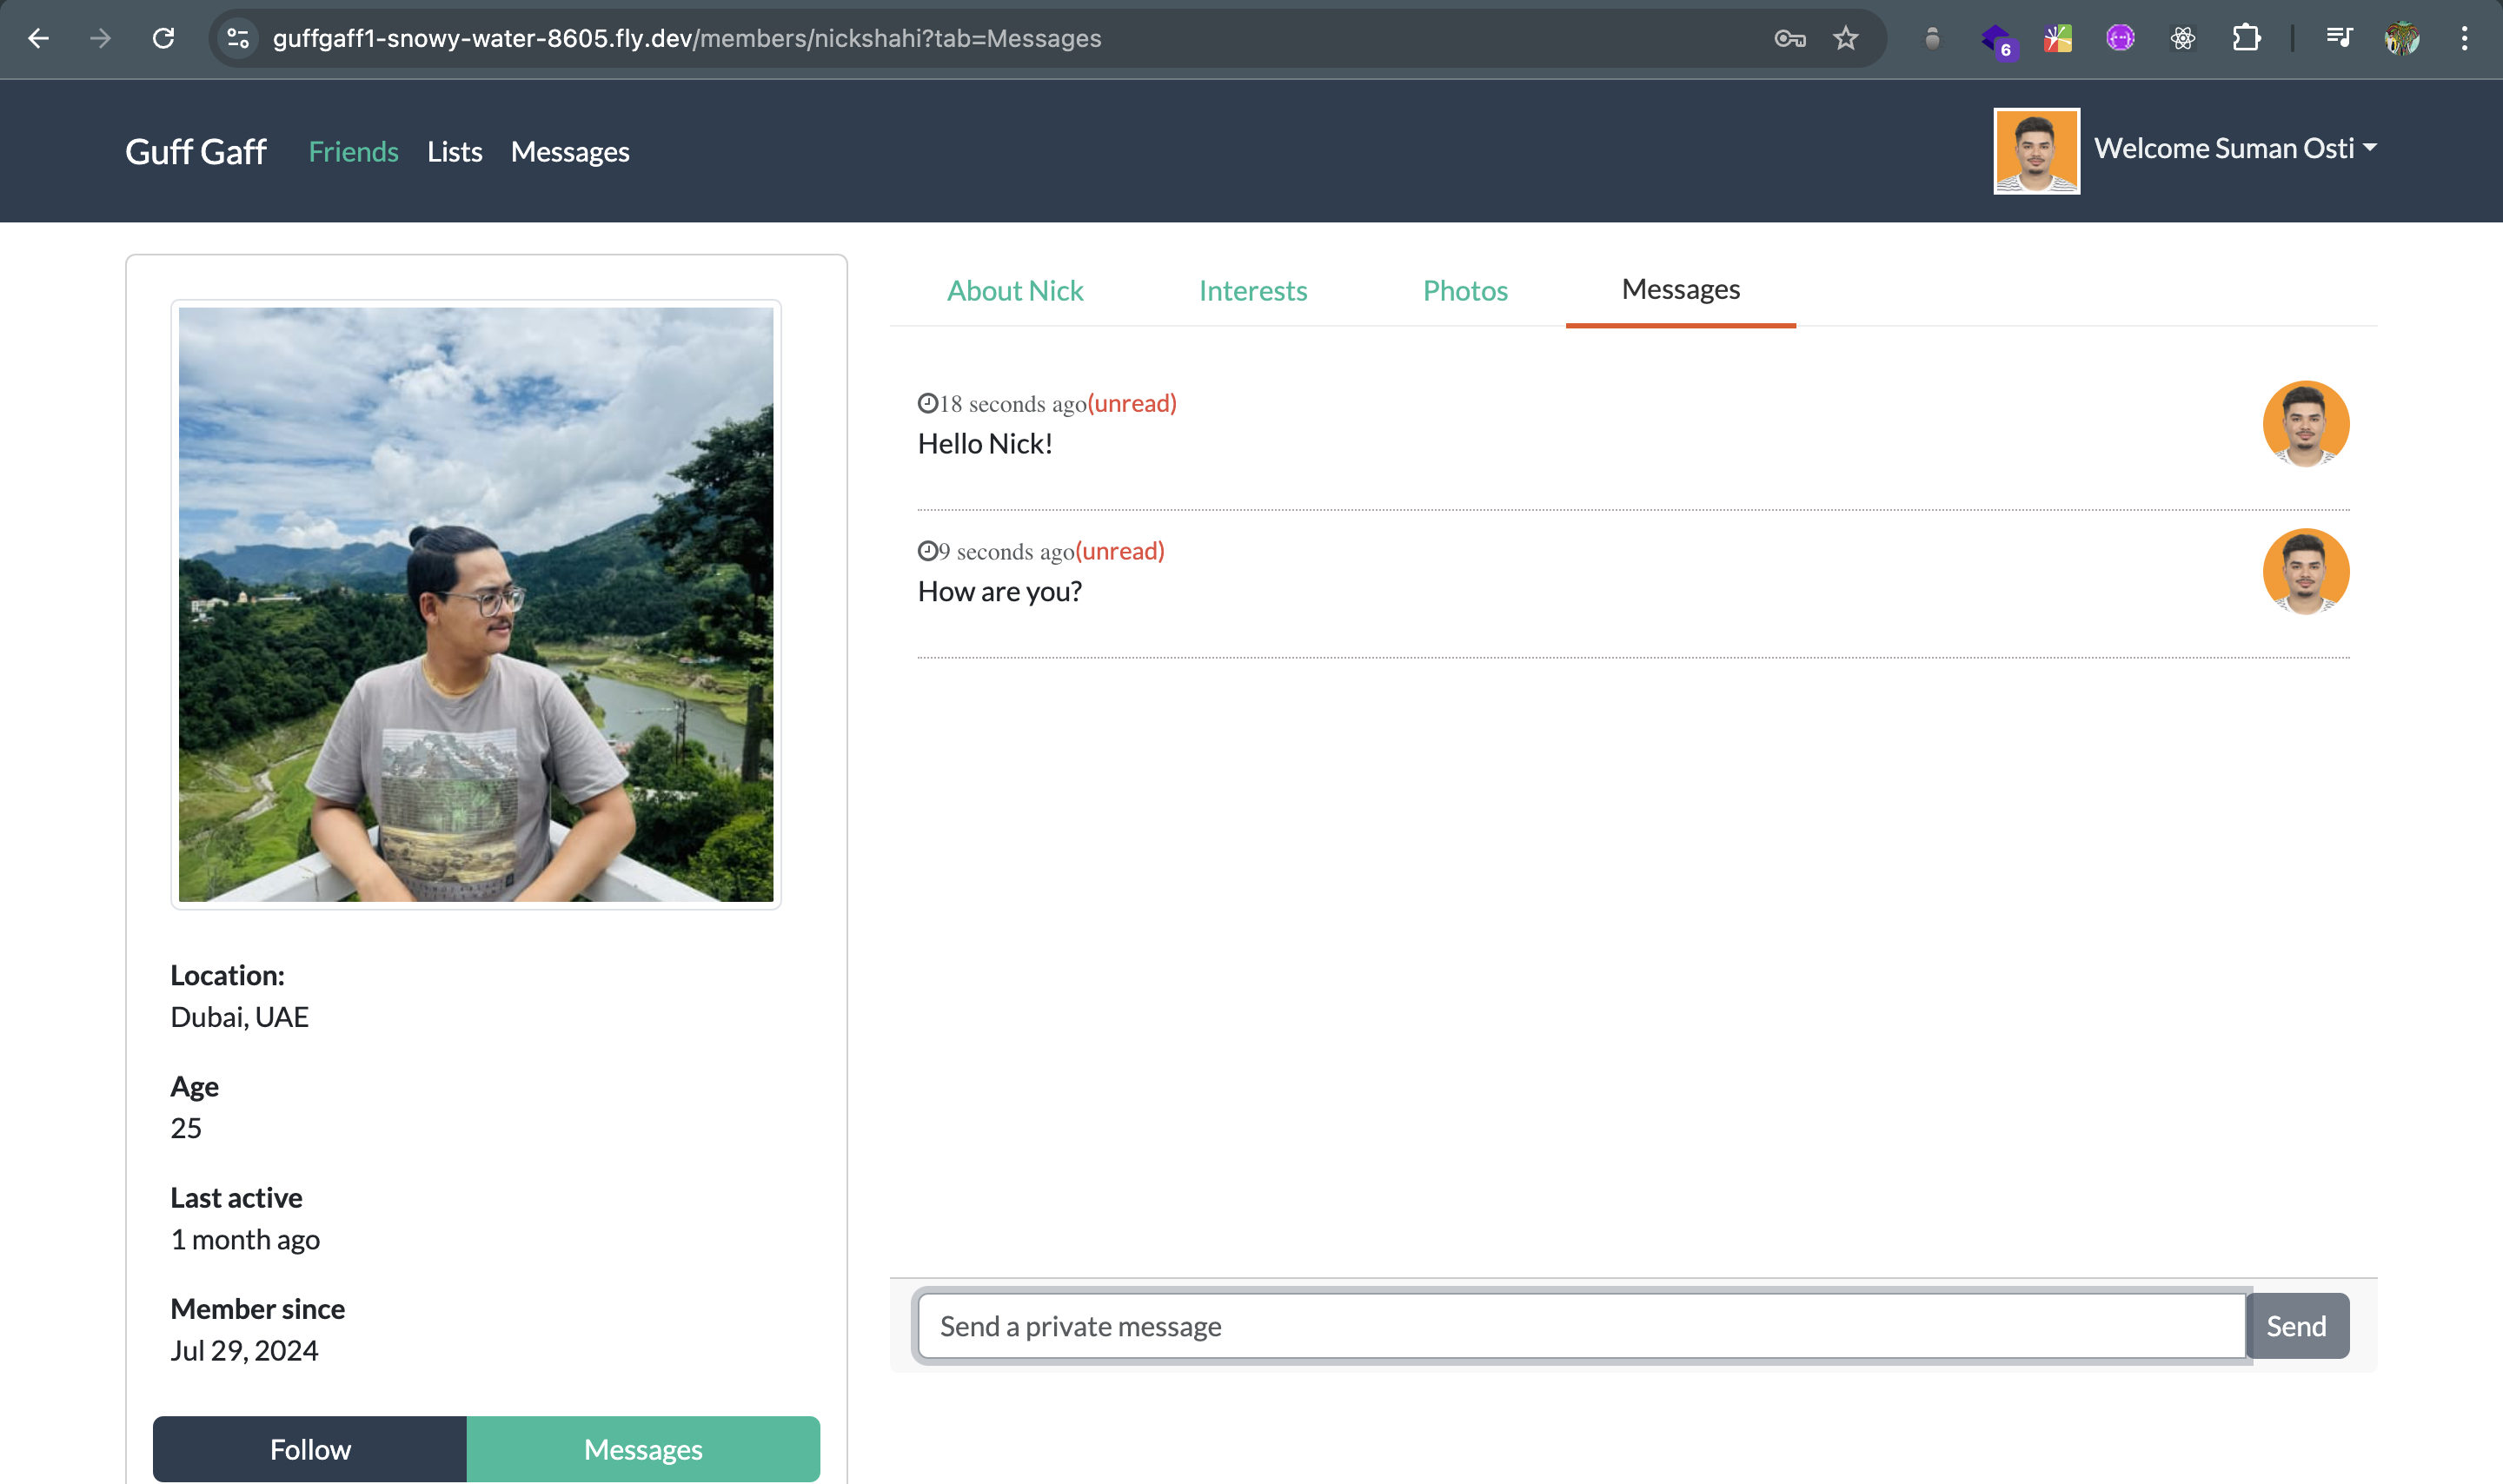 guffgaff1-snowy-water-8605.fly.dev/members/nickshahi?tab=Messages
6
Guff Gaff
Friends
Lists
Messages
Welcome Suman Osti
Location:
Dubai, UAE
Age
25
Last active
1 month ago
Member since
Jul 29, 2024
Follow
Messages
About Nick
Interests
Photos
Messages
18 seconds ago(unread)
Hello Nick!
9 seconds ago(unread)
How are you?
Send a private message
Send